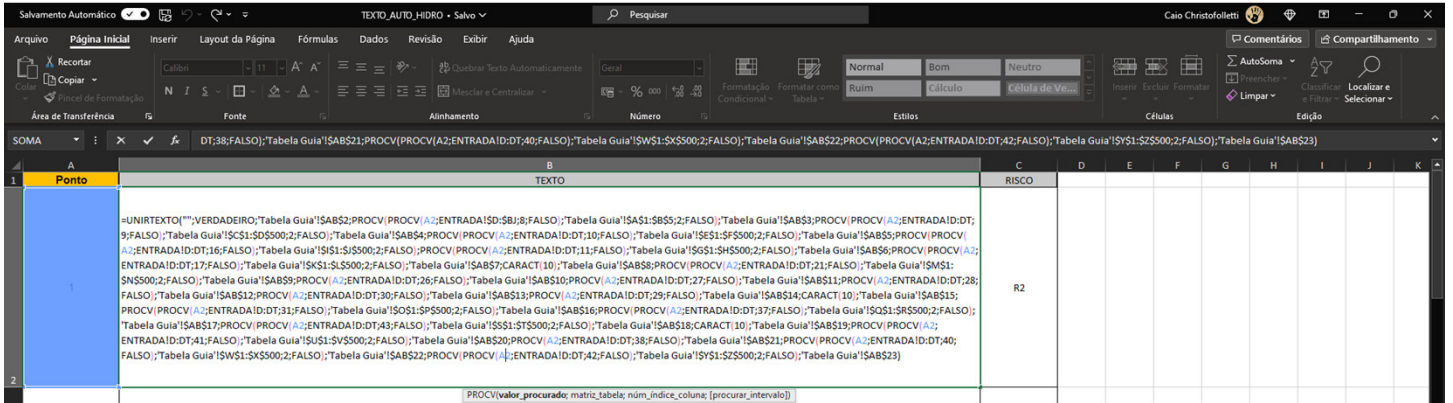 Salvamento Automático
TEXTO_AUTO_HIDRO • Salvo
Pesquisar
Caio Christofolletti
Arquivo Página Inicial Inserir Layout da Página Fórmulas Dados Revisão Exibir Ajuda
Comentários Compartilhamento
Colar
Recortar
Copiar
Pincel de Formatação
Área de Transferência
Calibri 11
N I S
Fonte
Quebrar Texto Automaticamente
Mesclar e Centralizar
Alinhamento
Geral
% 000
Número
Formatação Condicional
Formatar como Tabela
Normal Bom Neutro
Ruim Cálculo Célula de Ve...
Estilos
Inserir Excluir Formatar
Células
AutoSoma
Preencher
Limpar
Classificar e Filtrar
Localizar e Selecionar
Edição
SOMA
fx
DT;38;FALSO);'Tabela Guia'!$AB$21;PROCV(PROCV(A2;ENTRADA!D:DT;40;FALSO);'Tabela Guia'!$W$1:$X$500;2;FALSO);'Tabela Guia'!$AB$22;PROCV(PROCV(A2;ENTRADA!D:DT;42;FALSO);'Tabela Guia'!$Y$1:$Z$500;2;FALSO);'Tabela Guia'!$AB$23)
A B C D E F G H I J K
1 Ponto TEXTO RISCO
=UNIRTEXTO("";VERDADEIRO;'Tabela Guia'!$AB$2;PROCV(PROCV(A2;ENTRADA!$D:$BJ;8;FALSO);'Tabela Guia'!$A$1:$B$5;2;FALSO);'Tabela Guia'!$AB$3;PROCV(PROCV(A2;ENTRADA!D:DT;
9;FALSO);'Tabela Guia'!$C$1:$D$500;2;FALSO);'Tabela Guia'!$AB$4;PROCV(PROCV(A2;ENTRADA!D:DT;10;FALSO);'Tabela Guia'!$E$1:$F$500;2;FALSO);'Tabela Guia'!$AB$5;PROCV(PROCV(
A2;ENTRADA!D:DT;16;FALSO);'Tabela Guia'!$I$1:$J$500;2;FALSO);PROCV(PROCV(A2;ENTRADA!D:DT;11;FALSO);'Tabela Guia'!$G$1:$H$500;2;FALSO);'Tabela Guia'!$AB$6;PROCV(PROCV(A2;
ENTRADA!D:DT;17;FALSO);'Tabela Guia'!$K$1:$L$500;2;FALSO);'Tabela Guia'!$AB$7;CARACT(10);'Tabela Guia'!$AB$8;PROCV(PROCV(A2;ENTRADA!D:DT;21;FALSO);'Tabela Guia'!$M$1:
$N$500;2;FALSO);'Tabela Guia'!$AB$9;PROCV(A2;ENTRADA!D:DT;26;FALSO);'Tabela Guia'!$AB$10;PROCV(A2;ENTRADA!D:DT;27;FALSO);'Tabela Guia'!$AB$11;PROCV(A2;ENTRADA!D:DT;28;
FALSO);'Tabela Guia'!$AB$12;PROCV(A2;ENTRADA!D:DT;30;FALSO);'Tabela Guia'!$AB$13;PROCV(A2;ENTRADA!D:DT;29;FALSO);'Tabela Guia'!$AB$14;CARACT(10);'Tabela Guia'!$AB$15;
PROCV(PROCV(A2;ENTRADA!D:DT;31;FALSO);'Tabela Guia'!$O$1:$P$500;2;FALSO);'Tabela Guia'!$AB$16;PROCV(PROCV(A2;ENTRADA!D:DT;37;FALSO);'Tabela Guia'!$Q$1:$R$500;2;FALSO);
'Tabela Guia'!$AB$17;PROCV(PROCV(A2;ENTRADA!D:DT;43;FALSO);'Tabela Guia'!$S$1:$T$500;2;FALSO);'Tabela Guia'!$AB$18;CARACT(10);'Tabela Guia'!$AB$19;PROCV(PROCV(A2;
ENTRADA!D:DT;41;FALSO);'Tabela Guia'!$U$1:$V$500;2;FALSO);'Tabela Guia'!$AB$20;PROCV(A2;ENTRADA!D:DT;38;FALSO);'Tabela Guia'!$AB$21;PROCV(PROCV(A2;ENTRADA!D:DT;40;
FALSO);'Tabela Guia'!$W$1:$X$500;2;FALSO);'Tabela Guia'!$AB$22;PROCV(PROCV(A2;ENTRADA!D:DT;42;FALSO);'Tabela Guia'!$Y$1:$Z$500;2;FALSO);'Tabela Guia'!$AB$23)
1
R2
2
PROCV(valor_procurado; matriz_tabela; núm_índice_coluna; [procurar_intervalo])